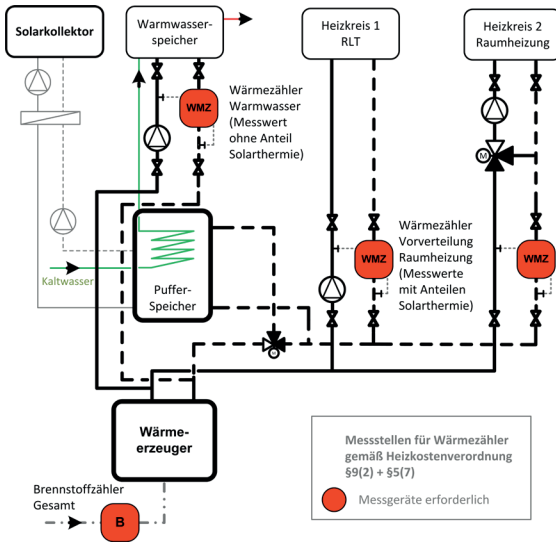 Solarkollektor
Warmwasser-
speicher
Heizkreis 1
RLT
Heizkreis 2
Raumheizung
WMZ
Wärmezähler
Warmwasser
(Messwert
ohne Anteil
Solarthermie)
M
Kaltwasser
Puffer-
Speicher
Wärmezähler
Vorverteilung
Raumheizung
(Messwerte
mit Anteilen
Solarthermie)
WMZ
WMZ
M
Wärme-
erzeuger
Brennstoffzähler
Gesamt
B
Messstellen für Wärmezähler
gemäß Heizkostenverordnung
§9(2) + §5(7)
Messgeräte erforderlich